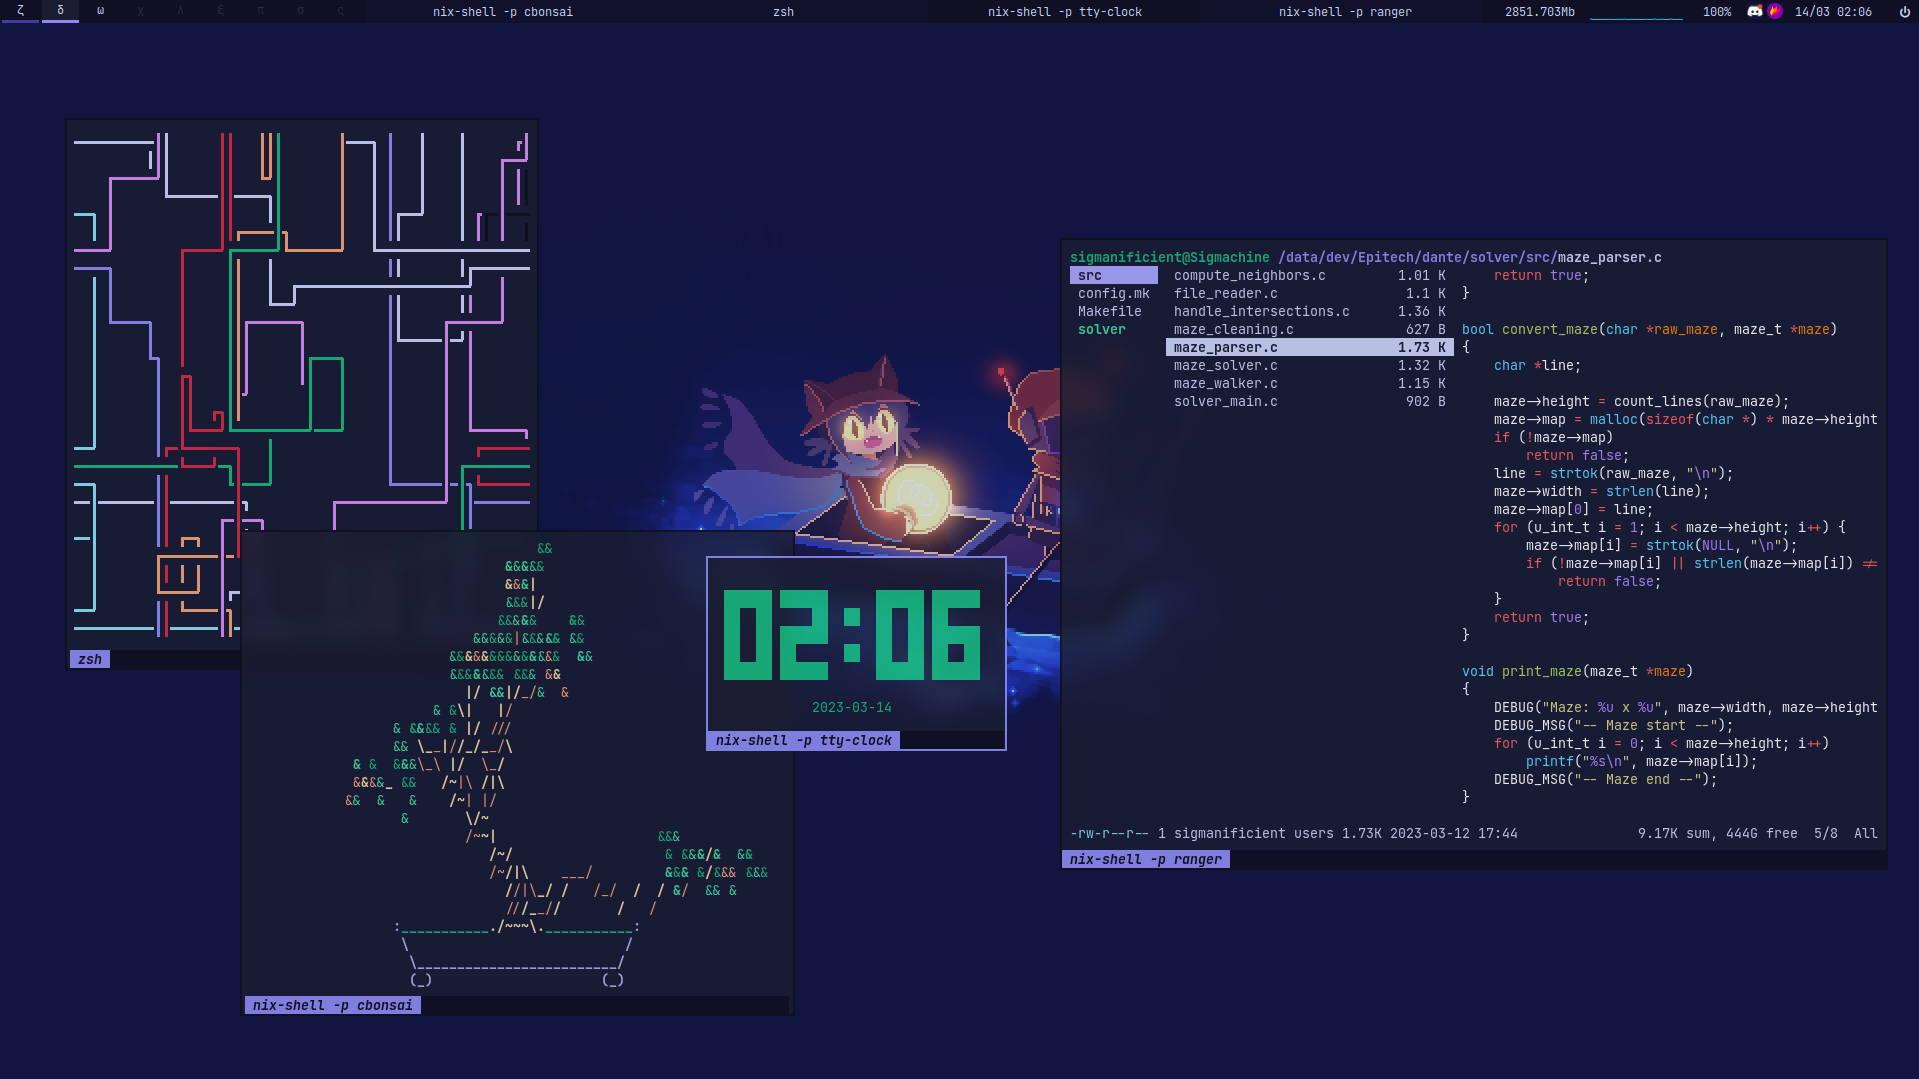 ζ δ ω χ λ ξ π σ ς nix-shell -p cbonsai zsh nix-shell -p tty-clock nix-shell -p ranger 2851.703Mb 100% 14/03 02:06
zsh
&&
&&&&&
&&&|
&&&|/
&&&&& &&
&&&&&|&&&&& &&
&&&&&&&&&&&&&& &&
&&&&&&& &&& &&
|/ &&|/_/& &
& &\| |/
& &&&& & |/ ///
&& \__|//_/__/\
& & &&&\_\ |/ \_/
&&&&_ && /~|\ /|\
&& & & /~| |/
& \/~
/~~| &&&
/~/ & &&&/& &&
/~/|\ ___/ &&& &/&&& &&&
//|\_/ / /_/ / / &/ && &
///__// / /
:___________./~~~\.___________:
\ /
\_________________________/
(_) (_)
nix-shell -p cbonsai
02:06
2023-03-14
nix-shell -p tty-clock
sigmanificient@Sigmachine /data/dev/Epitech/dante/solver/src/maze_parser.c
src
config.mk
Makefile
solver
compute_neighbors.c 1.01 K
file_reader.c 1.1 K
handle_intersections.c 1.36 K
maze_cleaning.c 627 B
maze_parser.c 1.73 K
maze_solver.c 1.32 K
maze_walker.c 1.15 K
solver_main.c 902 B
return true;
}
bool convert_maze(char *raw_maze, maze_t *maze)
{
char *line;
maze->height = count_lines(raw_maze);
maze->map = malloc(sizeof(char *) * maze->height
if (!maze->map)
return false;
line = strtok(raw_maze, "\n");
maze->width = strlen(line);
maze->map[0] = line;
for (u_int_t i = 1; i < maze->height; i++) {
maze->map[i] = strtok(NULL, "\n");
if (!maze->map[i] || strlen(maze->map[i]) !=
return false;
}
return true;
}
void print_maze(maze_t *maze)
{
DEBUG("Maze: %u x %u", maze->width, maze->height
DEBUG_MSG("-- Maze start --");
for (u_int_t i = 0; i < maze->height; i++)
printf("%s\n", maze->map[i]);
DEBUG_MSG("-- Maze end --");
}
-rw-r--r-- 1 sigmanificient users 1.73K 2023-03-12 17:44 9.17K sum, 444G free 5/8 All
nix-shell -p ranger